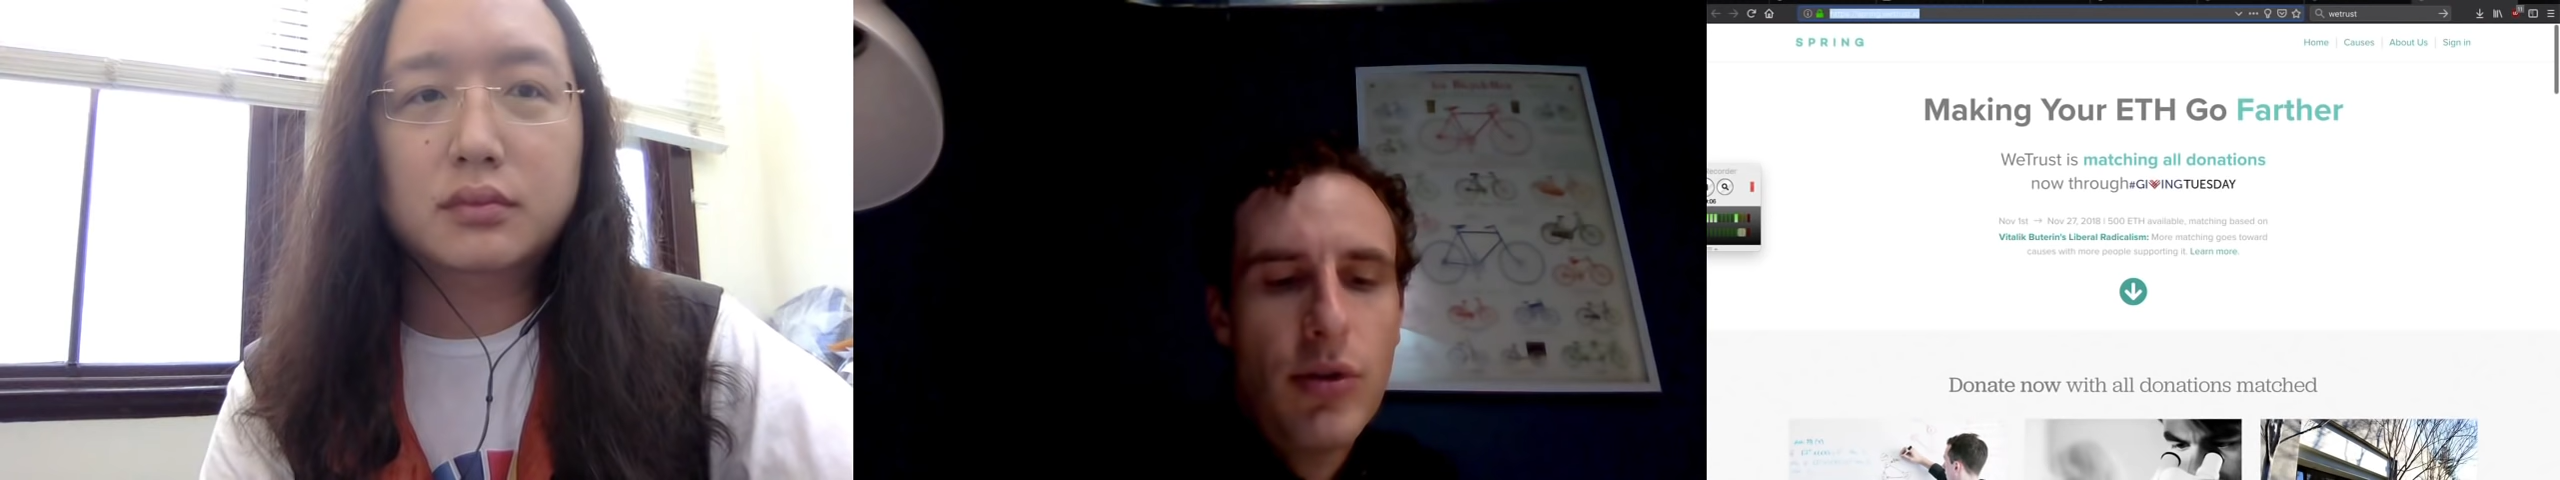 wetrust
SPRING
Home
Causes
About Us
Sign in
Making Your ETH Go Farther
WeTrust is matching all donations
now through #GIVINGTUESDAY
Nov 1st → Nov 27, 2018 | 500 ETH available, matching based on
Vitalik Buterin's Liberal Radicalism: More matching goes toward
causes with more people supporting it. Learn more.
Donate now with all donations matched